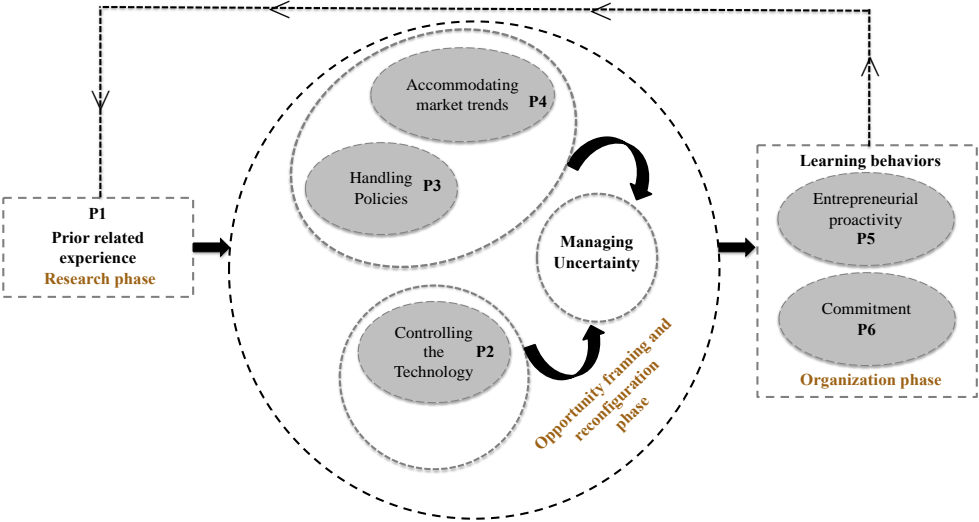 P1
Prior related
experience
Research phase
Accommodating
market trends P4
Handling
Policies P3
Managing
Uncertainty
Controlling
the
Technology P2
Opportunity framing and
reconfiguration
phase
Learning behaviors
Entrepreneurial
proactivity
P5
Commitment
P6
Organization phase